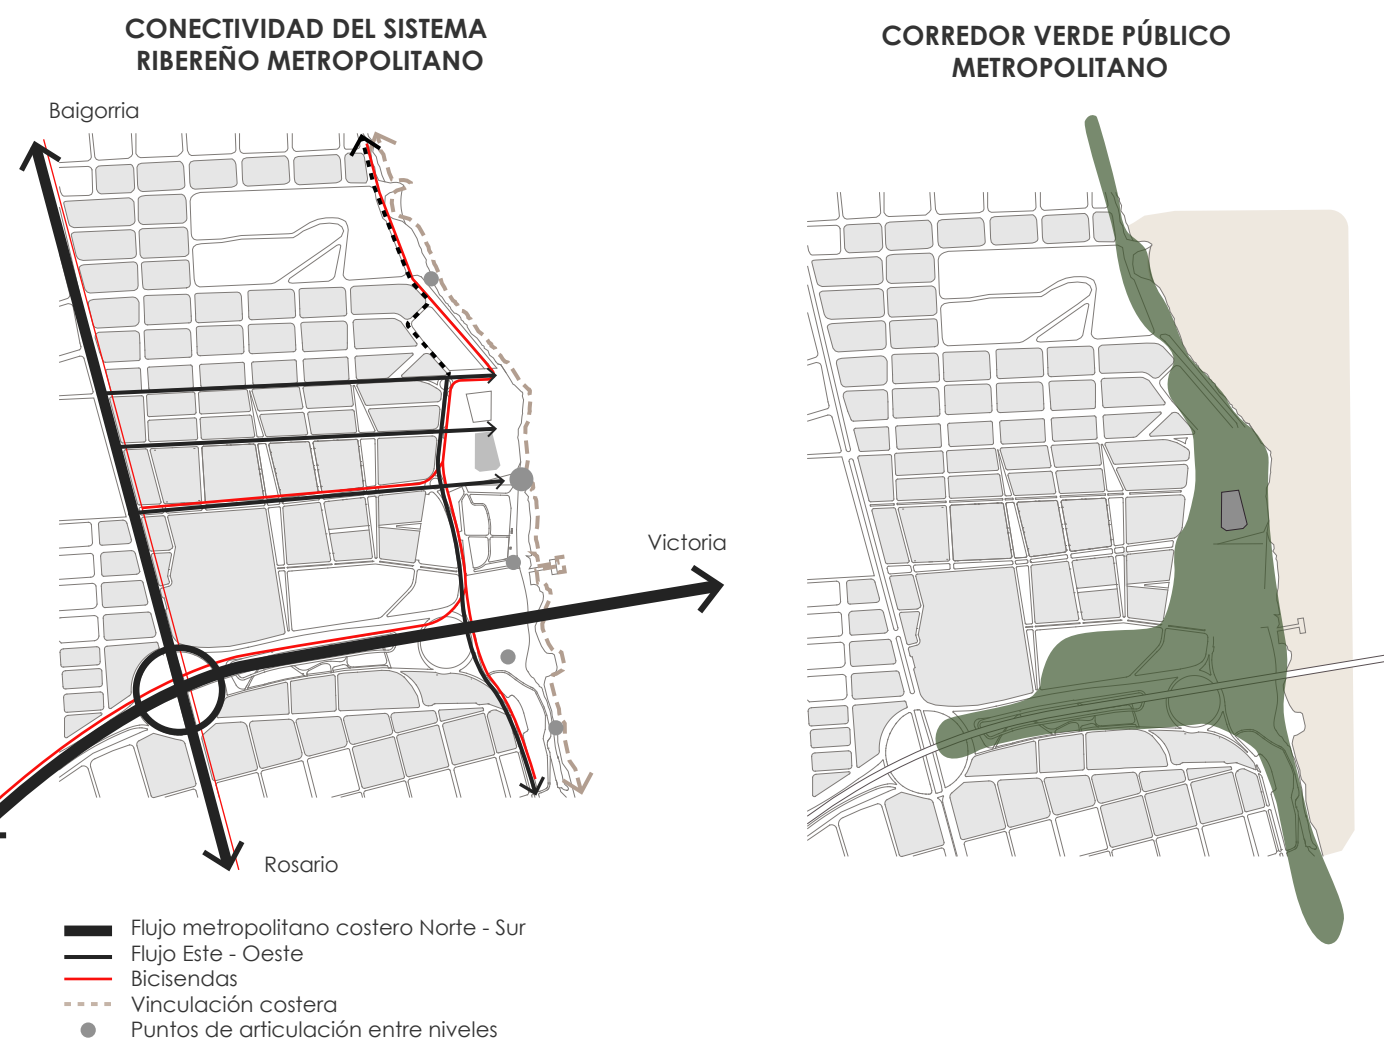 CONECTIVIDAD DEL SISTEMA
RIBEREÑO METROPOLITANO
CORREDOR VERDE PÚBLICO
METROPOLITANO
Baigorria
Victoria
Rosario
Flujo metropolitano costero Norte - Sur
Flujo Este - Oeste
Bicisendas
Vinculación costera
Puntos de articulación entre niveles